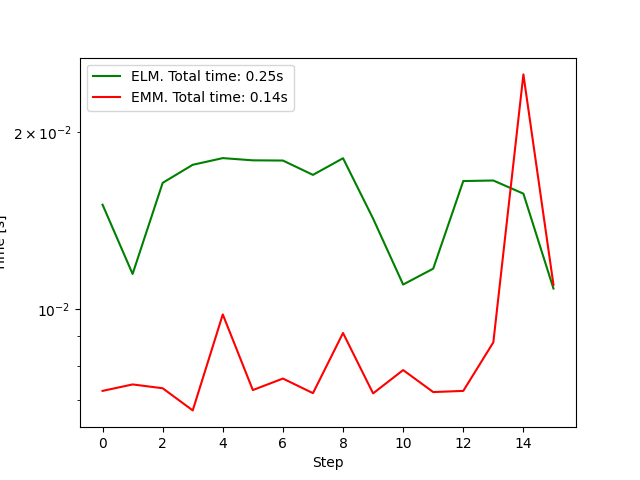 ELM. Total time: 0.25s
EMM. Total time: 0.14s
2 × 10⁻²
10⁻²
[s]
0 2 4 6 8 10 12 14
Step